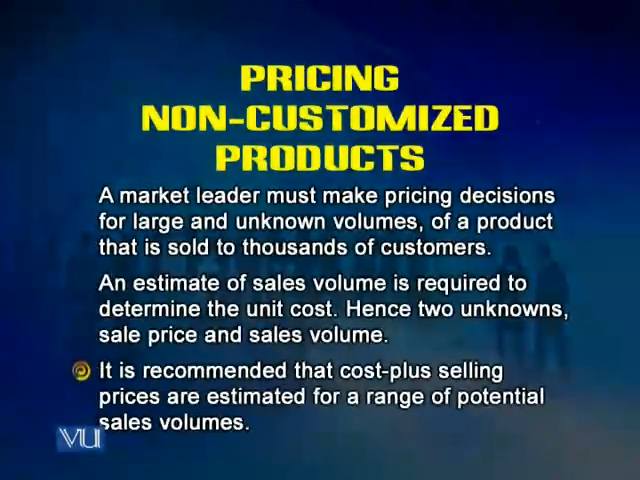 PRICING
NON-CUSTOMIZED
PRODUCTS
A market leader must make pricing decisions
for large and unknown volumes, of a product
that is sold to thousands of customers.
An estimate of sales volume is required to
determine the unit cost. Hence two unknowns,
sale price and sales volume.
It is recommended that cost-plus selling
prices are estimated for a range of potential
sales volumes.
VU